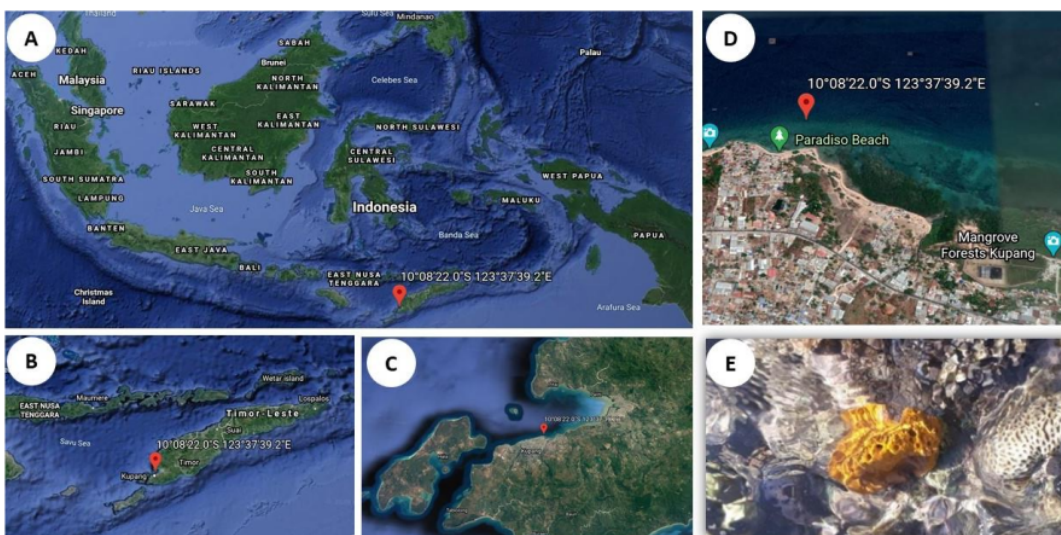 A
Thailand
Sulu Sea
Mindanao
KEDAH
ACEH
Malaysia
RIAU ISLANDS
Brunei
SABAH
NORTH
KALIMANTAN
Celebes Sea
Palau
Singapore
SARAWAK
RIAU
WEST
KALIMANTAN
EAST
KALIMANTAN
NORTH SULAWESI
JAMBI
CENTRAL
KALIMANTAN
CENTRAL
SULAWESI
WEST PAPUA
SOUTH SUMATRA
SOUTH
KALIMANTAN
LAMPUNG
Java Sea
Indonesia
MALUKU
BANTEN
Banda Sea
PAPUA
EAST JAVA
BALI
EAST NUSA
TENGGARA
10°08'22.0"S 123°37'39.2"E
Christmas
Island
Arafura Sea
D
10°08'22.0"S 123°37'39.2"E
Paradiso Beach
Mangrove
Forests Kupang
B
Wetar island
Maumere
Lospalos
EAST NUSA
TENGGARA
Timor-Leste
Suai
Savu Sea
10°08'22.0"S 123°37'39.2"E
Kupang
Timor
C
Kupang
E